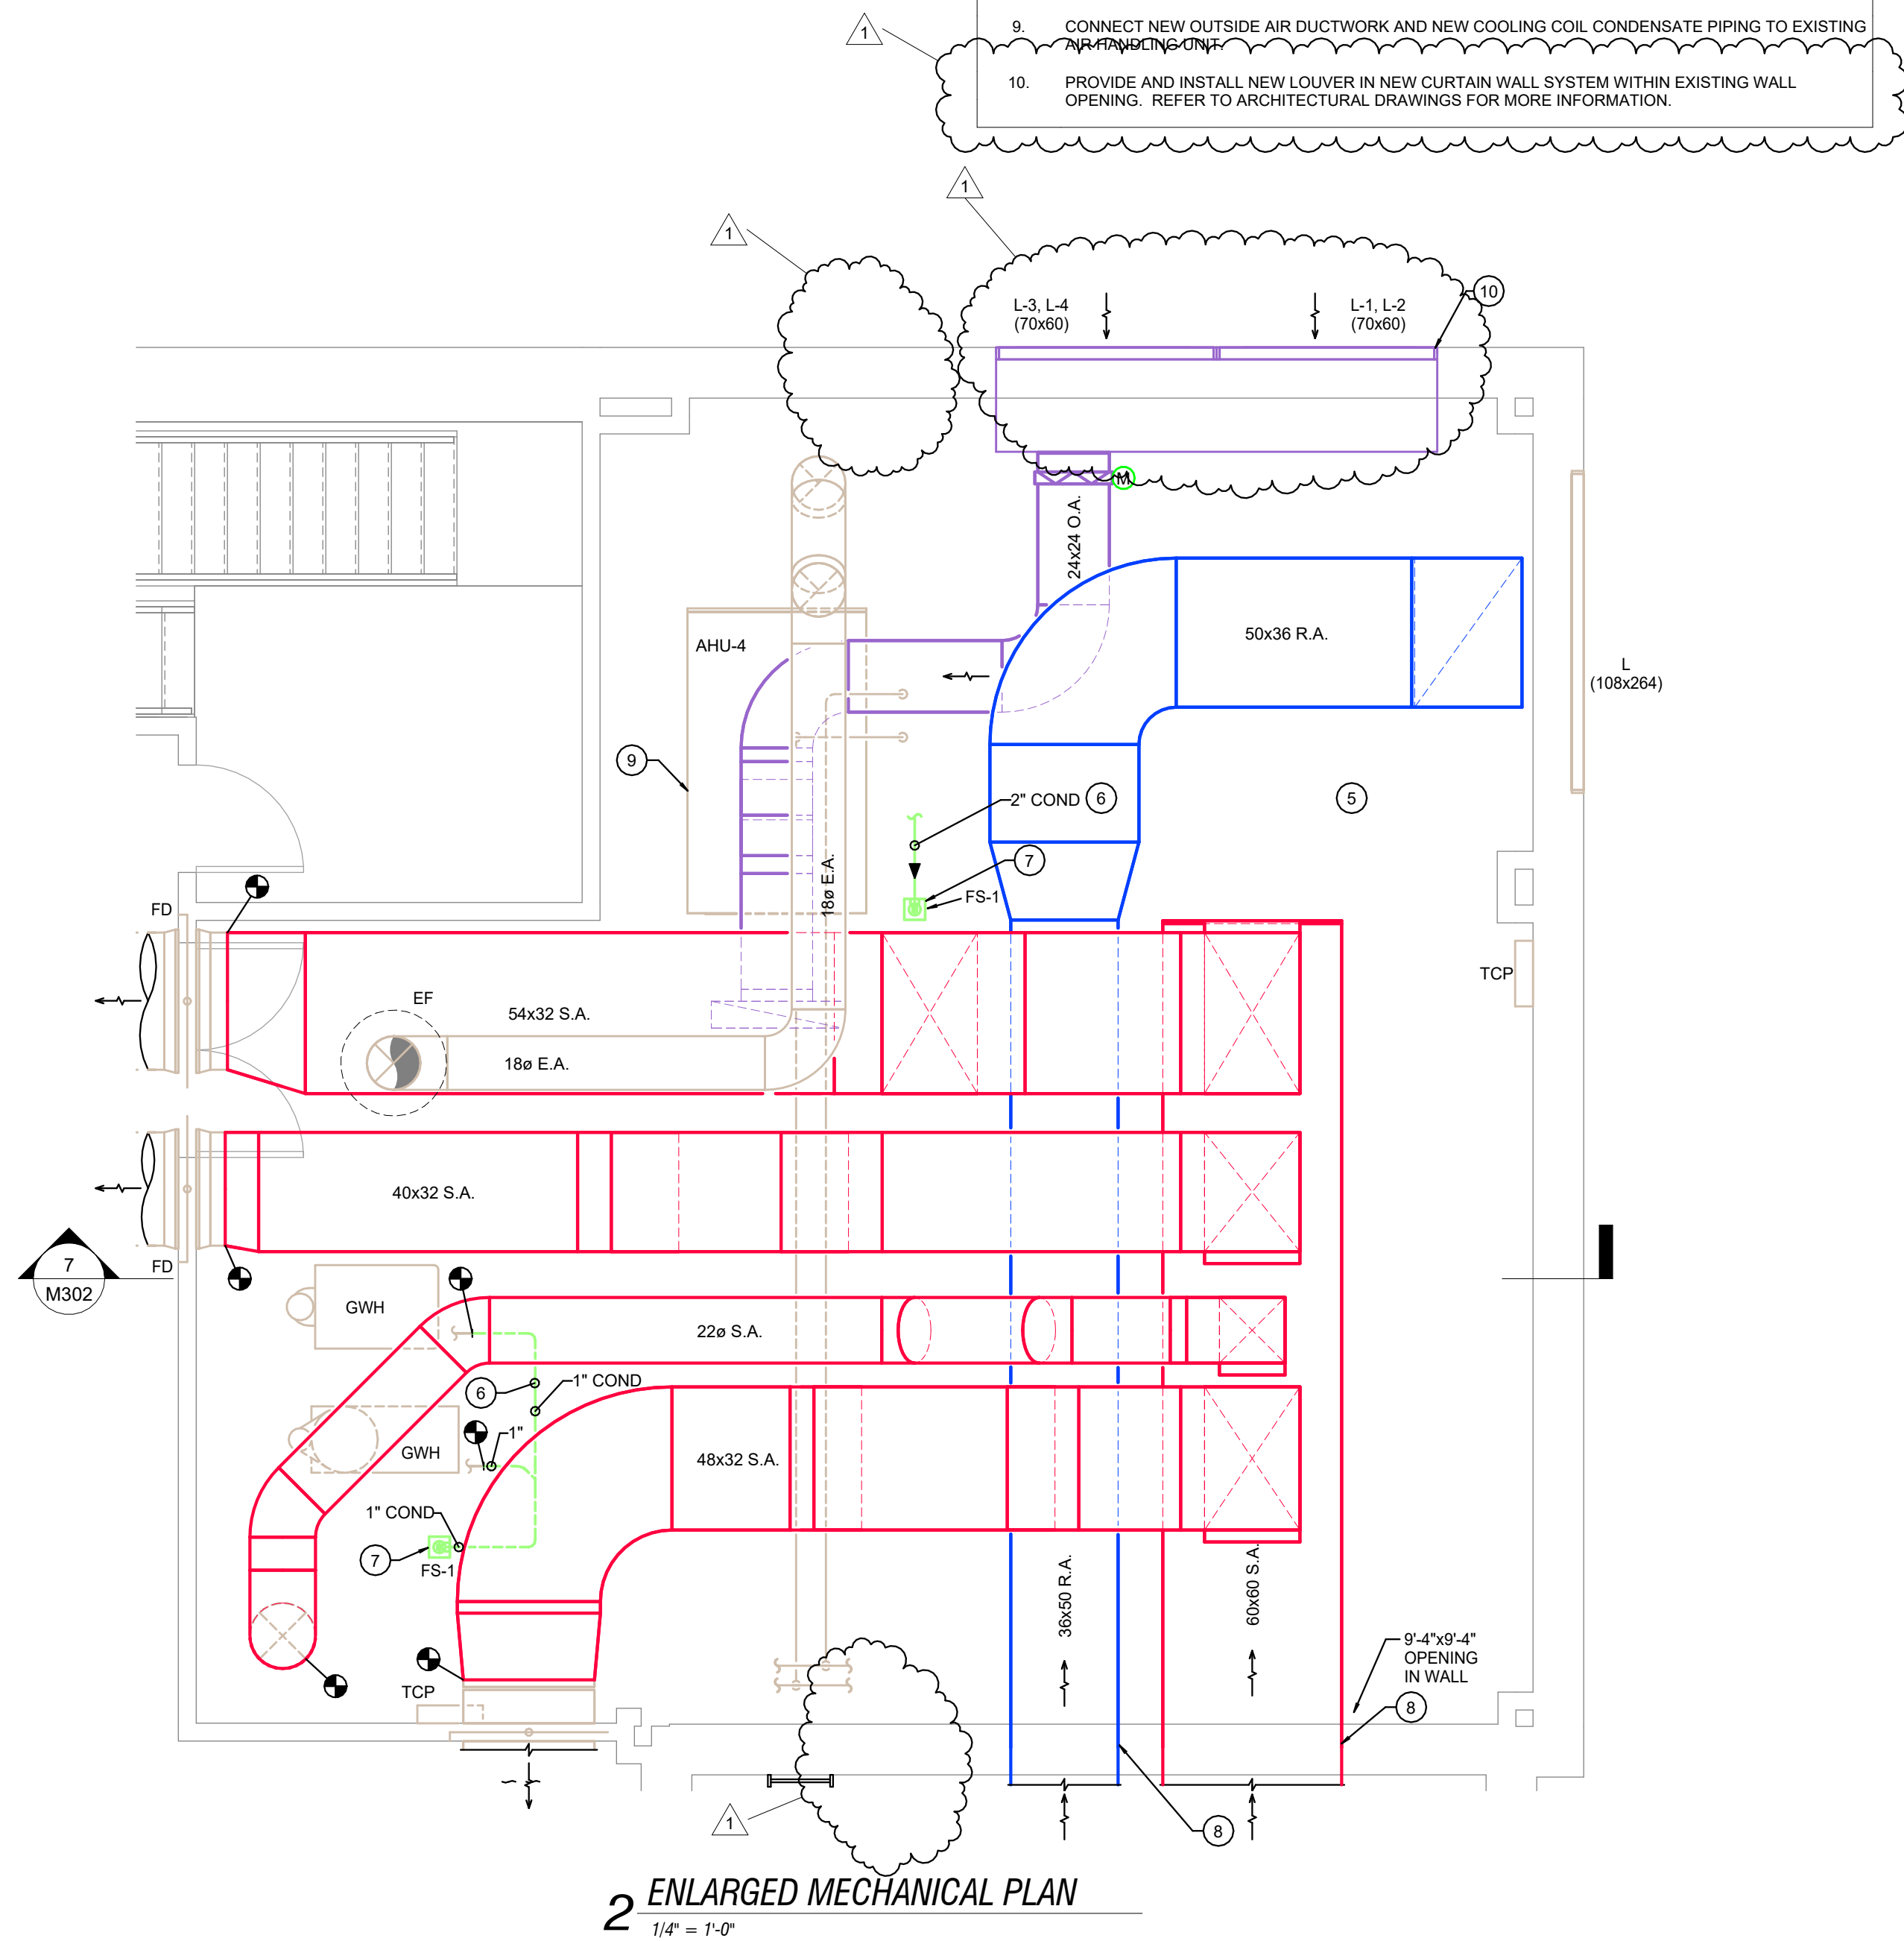 9. CONNECT NEW OUTSIDE AIR DUCTWORK AND NEW COOLING COIL CONDENSATE PIPING TO EXISTING
AIR HANDLING UNIT.
1
10. PROVIDE AND INSTALL NEW LOUVER IN NEW CURTAIN WALL SYSTEM WITHIN EXISTING WALL
OPENING. REFER TO ARCHITECTURAL DRAWINGS FOR MORE INFORMATION.
1
1
L-3, L-4
(70x60)
L-1, L-2
(70x60)
10
M
24x24 O.A.
50x36 R.A.
AHU-4
L
(108x264)
9
2" COND
6
5
7
FS-1
18ø E.A.
FD
TCP
EF
54x32 S.A.
18ø E.A.
40x32 S.A.
7
M302
FD
GWH
22ø S.A.
6
1" COND
1"
GWH
48x32 S.A.
1" COND
7
FS-1
36x50 R.A.
60x60 S.A.
9'-4"x9'-4"
OPENING
IN WALL
TCP
8
1
8
2 ENLARGED MECHANICAL PLAN
1/4" = 1'-0"